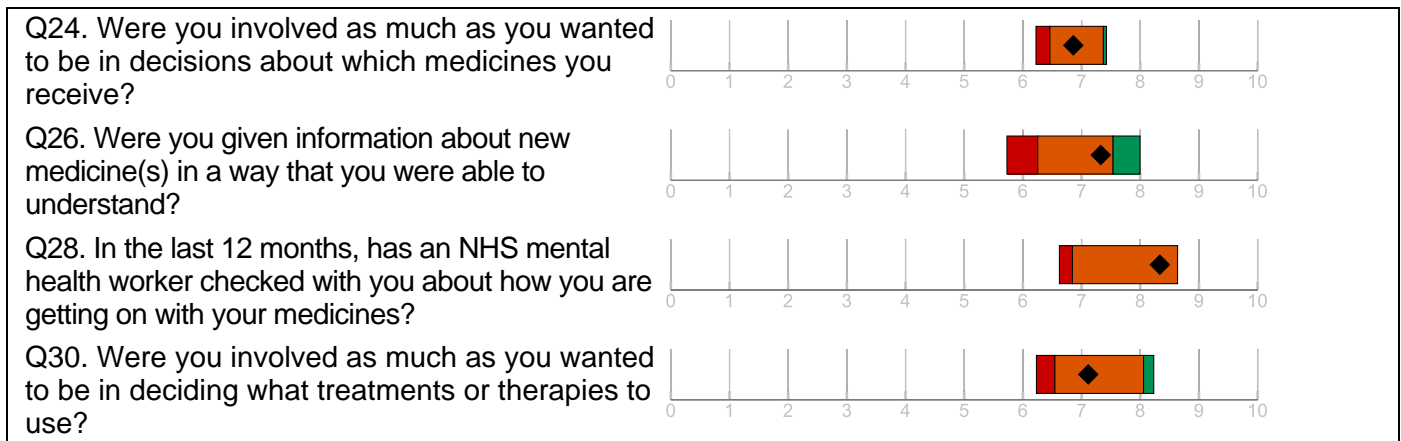 Q24. Were you involved as much as you wanted
to be in decisions about which medicines you
receive?
0 1 2 3 4 5 6 7 8 9 10
Q26. Were you given information about new
medicine(s) in a way that you were able to
understand?
0 1 2 3 4 5 6 7 8 9 10
Q28. In the last 12 months, has an NHS mental
health worker checked with you about how you are
getting on with your medicines?
0 1 2 3 4 5 6 7 8 9 10
Q30. Were you involved as much as you wanted
to be in deciding what treatments or therapies to
use?
0 1 2 3 4 5 6 7 8 9 10